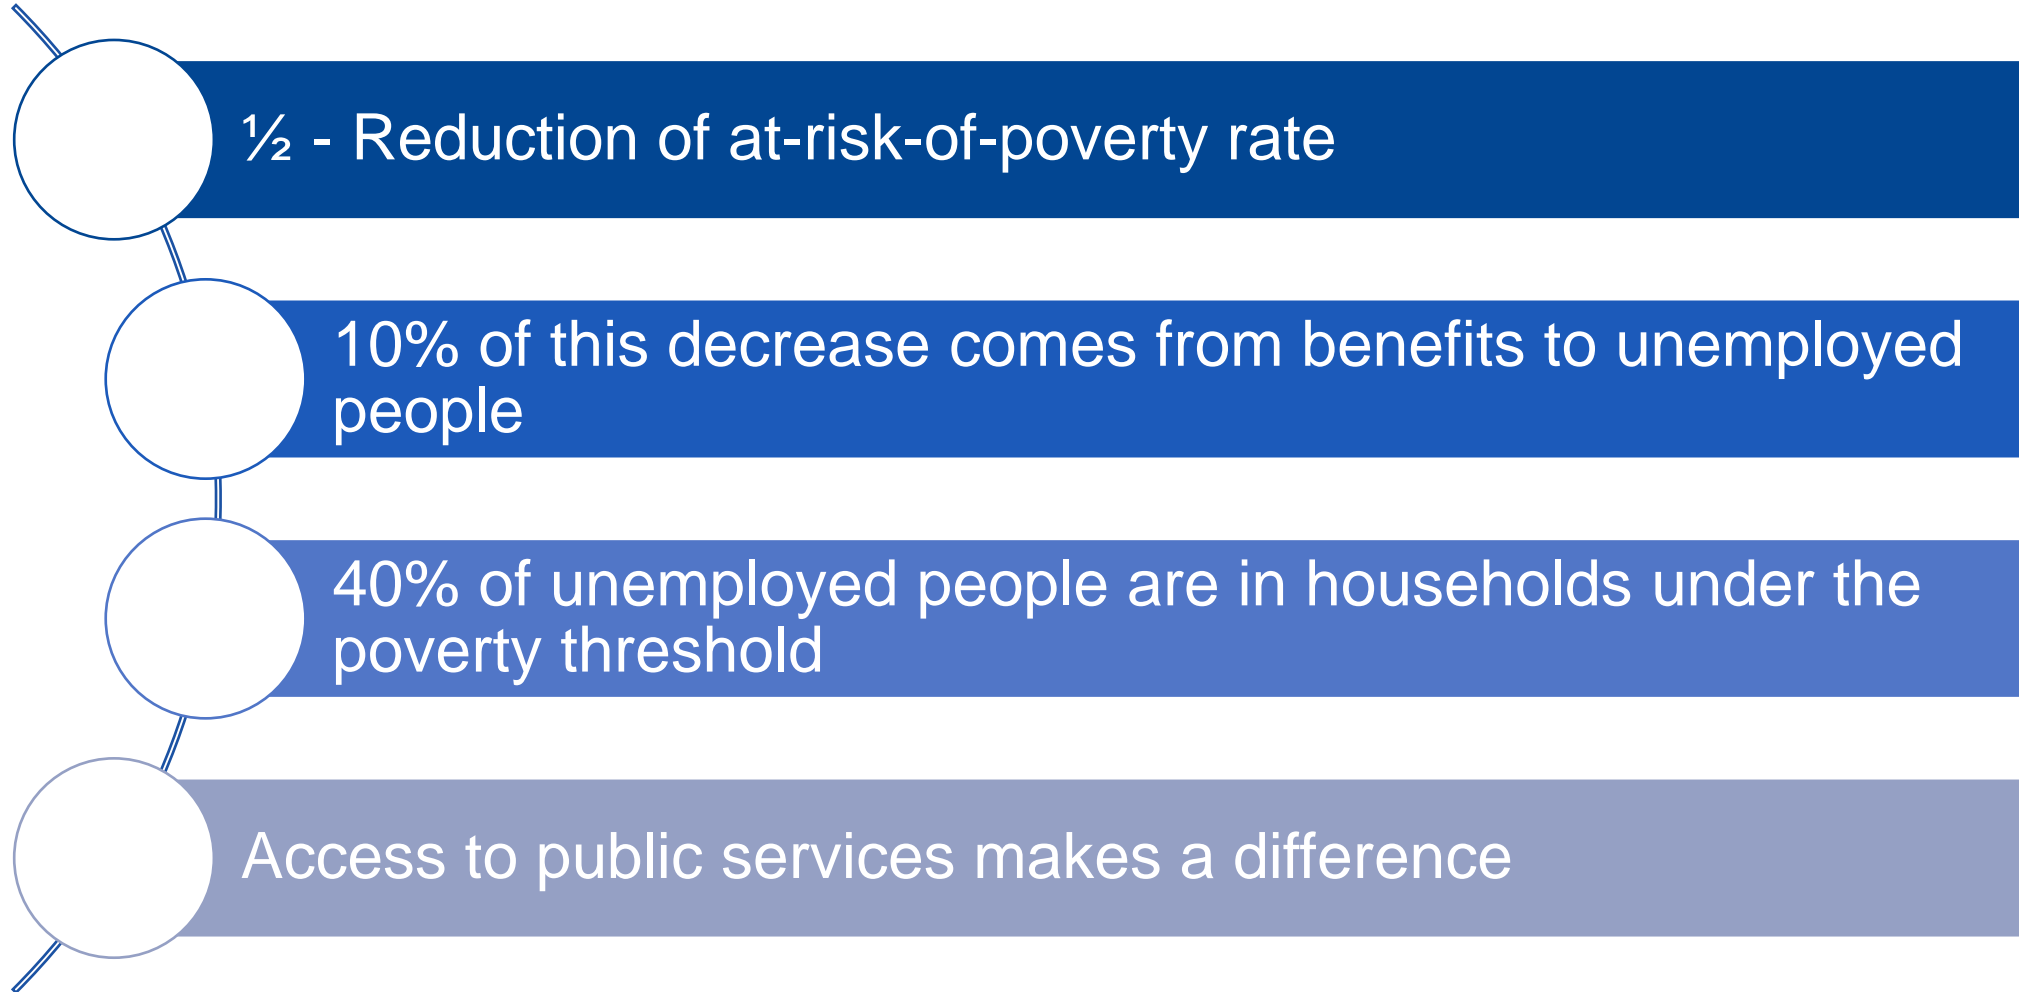 ½ - Reduction of at-risk-of-poverty rate
10% of this decrease comes from benefits to unemployed
people
40% of unemployed people are in households under the
poverty threshold
Access to public services makes a difference